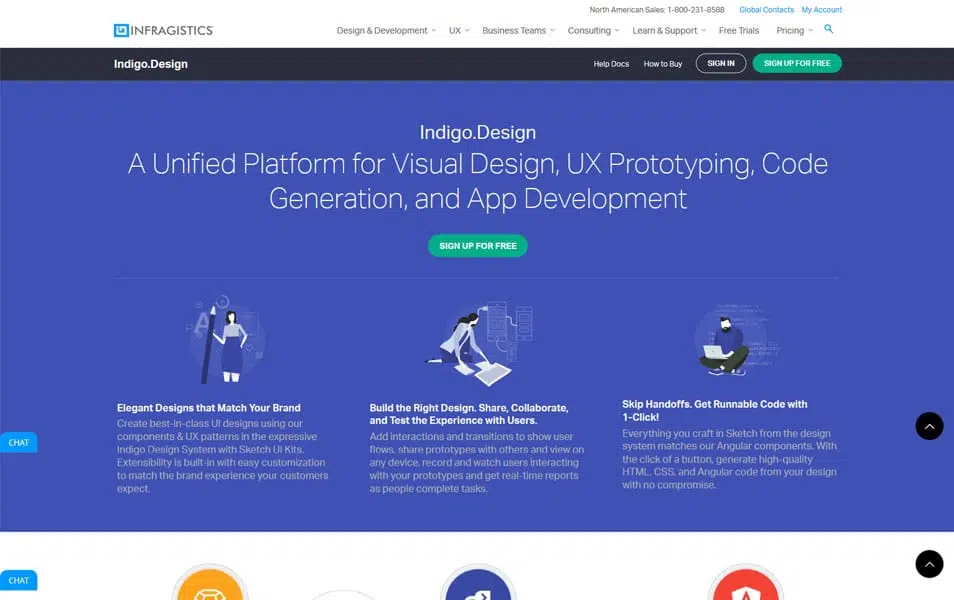 North American Sales: 1-800-231-8588 Global Contacts My Account
INFRAGISTICS
Design & Development UX Business Teams Consulting Learn & Support Free Trials Pricing
Indigo.Design
Help Docs How to Buy SIGN IN SIGN UP FOR FREE
Indigo.Design
A Unified Platform for Visual Design, UX Prototyping, Code
Generation, and App Development
SIGN UP FOR FREE
A
Elegant Designs that Match Your Brand
Create best-in-class UI designs using our
components & UX patterns in the expressive
Indigo Design System with Sketch UI Kits.
Extensibility is built-in with easy customization
to match the brand experience your customers
expect.
Build the Right Design. Share, Collaborate,
and Test the Experience with Users.
Add interactions and transitions to show user
flows, share prototypes with others and view on
any device, record and watch users interacting
with your prototypes and get real-time reports
as people complete tasks.
Skip Handoffs. Get Runnable Code with
1-Click!
Everything you craft in Sketch from the design
system matches our Angular components. With
the click of a button, generate high-quality
HTML, CSS, and Angular code from your design
with no compromise.
CHAT
CHAT